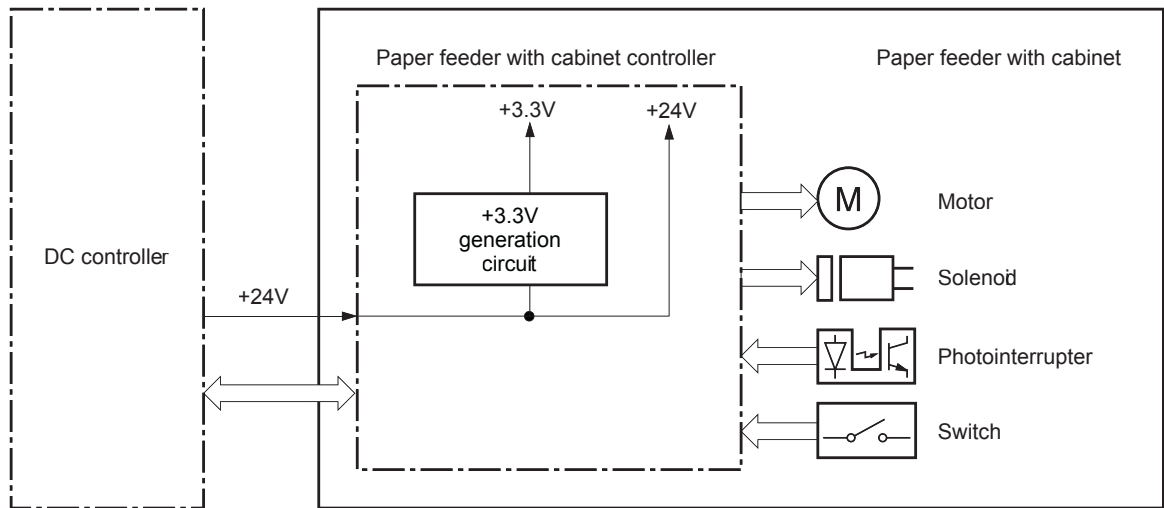 Paper feeder with cabinet controller
Paper feeder with cabinet
+3.3V
+24V
+3.3V
generation
circuit
DC controller
+24V
M
Motor
Solenoid
Photointerrupter
Switch